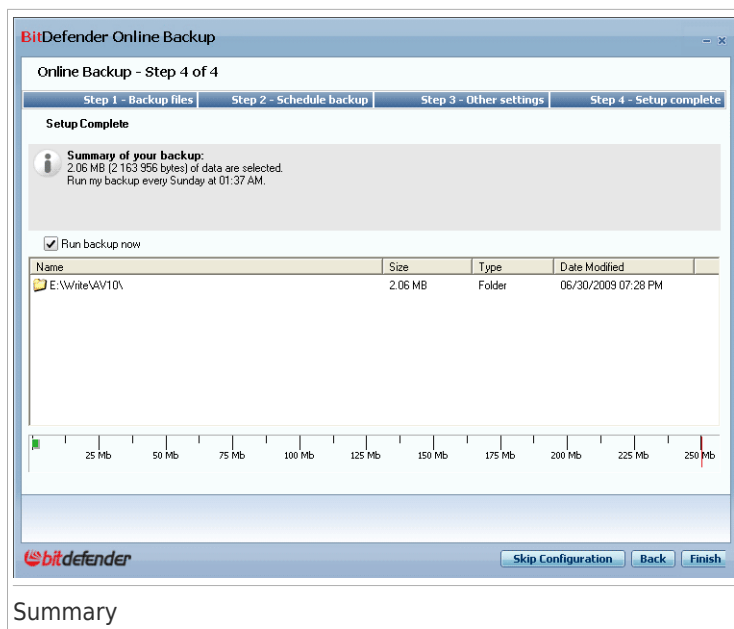 BitDefender Online Backup
Online Backup - Step 4 of 4
Step 1 - Backup files Step 2 - Schedule backup Step 3 - Other settings Step 4 - Setup complete
Setup Complete
Summary of your backup:
2.06 MB (2 163 956 bytes) of data are selected.
Run my backup every Sunday at 01:37 AM.
Run backup now
Name Size Type Date Modified
E:\Write\AV10\ 2.06 MB Folder 06/30/2009 07:28 PM
25 Mb 50 Mb 75 Mb 100 Mb 125 Mb 150 Mb 175 Mb 200 Mb 225 Mb 250 Mb
bitdefender Skip Configuration Back Finish
Summary